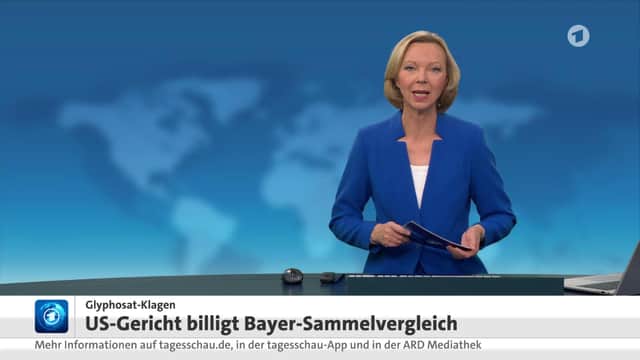 Glyphosat-Klagen
US-Gericht billigt Bayer-Sammelvergleich
Mehr Informationen auf tagesschau.de, in der tagesschau-App und in der ARD Mediathek